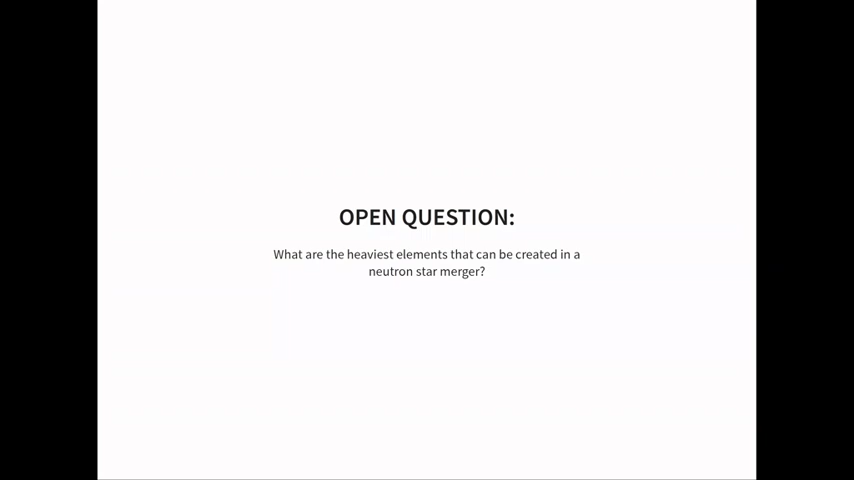 OPEN QUESTION:
What are the heaviest elements that can be created in a
neutron star merger?